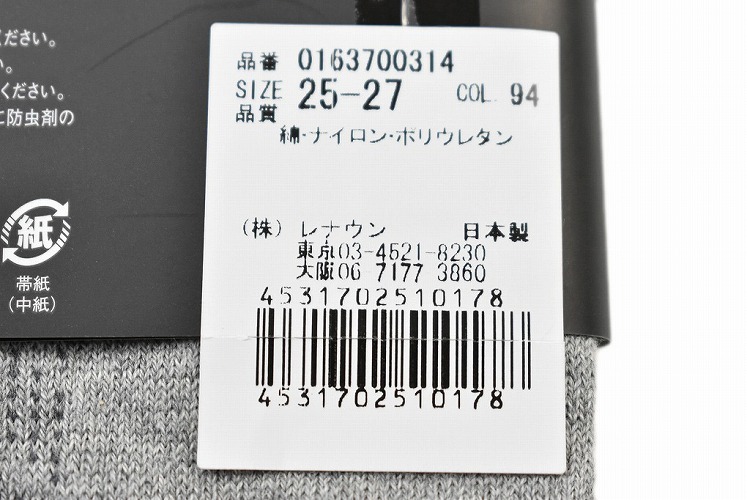 ください。
い。
ください。
に防虫剤の
紙
帯紙
(中紙)
品番 0163700314
SIZE 25-27 COL. 94
品質
綿・ナイロン・ポリウレタン
(株) レナウン 日本製
東京03-4521-8230
大阪06 7177 3860
4531702510178
4531702510178